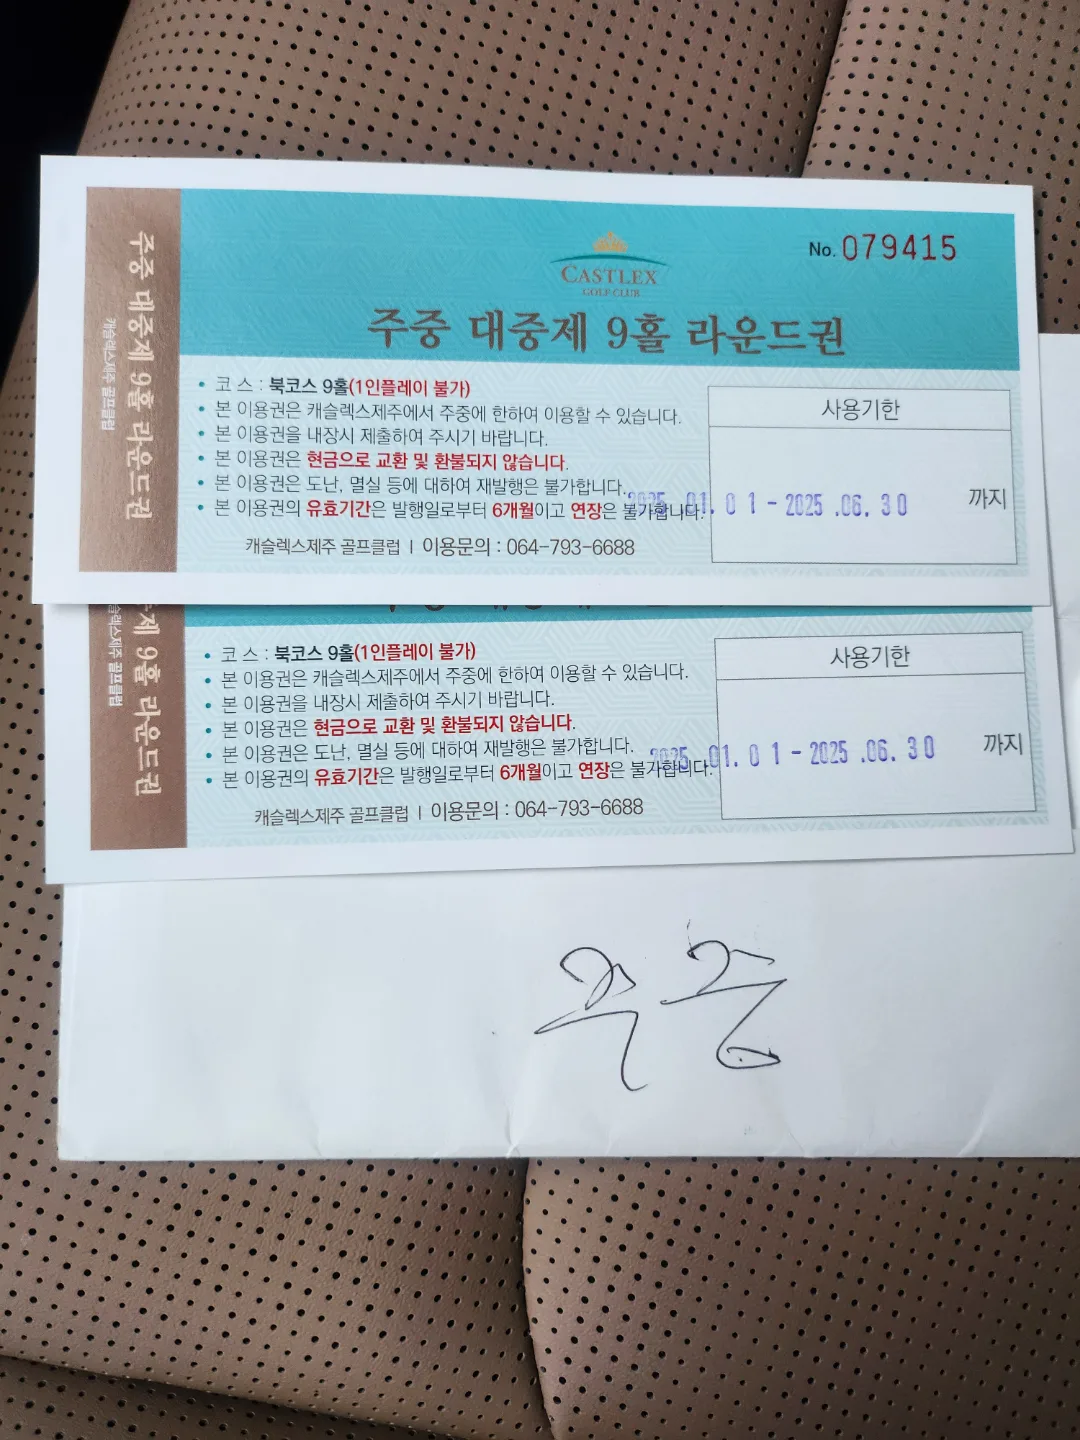 주중 대중제 9홀 라운드권
캐슬렉스제주 골프클럽
CASTLEX
GOLF CLUB
No. 079415
주중 대중제 9홀 라운드권
• 코 스 : 북코스 9홀(1인플레이 불가)
• 본 이용권은 캐슬렉스제주에서 주중에 한하여 이용할 수 있습니다.
• 본 이용권을 내장시 제출하여 주시기 바랍니다.
• 본 이용권은 현금으로 교환 및 환불되지 않습니다.
• 본 이용권은 도난, 멸실 등에 대하여 재발행은 불가합니다.
• 본 이용권의 유효기간은 발행일로부터 6개월이고 연장은 불가합니다.
캐슬렉스제주 골프클럽 | 이용문의 : 064-793-6688
사용기한
2025 .01. 0 1 - 2025 .06. 30 까지
제 9홀 라운드권
슬렉스제주 골프클럽
• 코 스 : 북코스 9홀(1인플레이 불가)
• 본 이용권은 캐슬렉스제주에서 주중에 한하여 이용할 수 있습니다.
• 본 이용권을 내장시 제출하여 주시기 바랍니다.
• 본 이용권은 현금으로 교환 및 환불되지 않습니다.
• 본 이용권은 도난, 멸실 등에 대하여 재발행은 불가합니다.
• 본 이용권의 유효기간은 발행일로부터 6개월이고 연장은 불가합니다.
캐슬렉스제주 골프클럽 | 이용문의 : 064-793-6688
사용기한
2025 .01. 0 1 - 2025 .06. 30 까지
주중